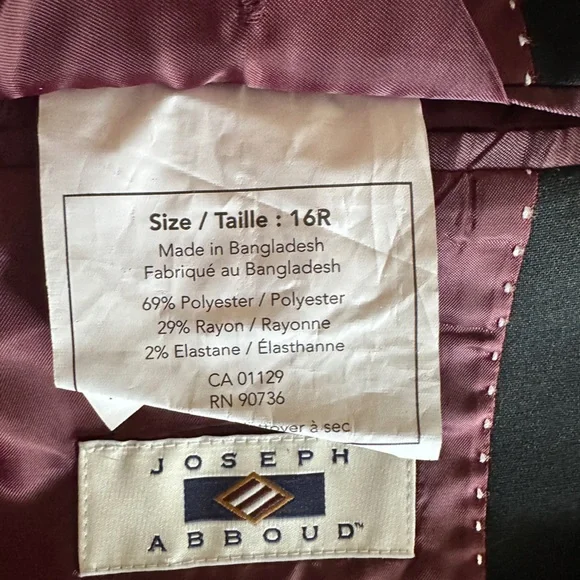 Size / Taille : 16R
Made in Bangladesh
Fabriqué au Bangladesh
69% Polyester / Polyester
29% Rayon / Rayonne
2% Elastane / Élasthanne
CA 01129
RN 90736
à sec
JOSEPH
ABBOUD™